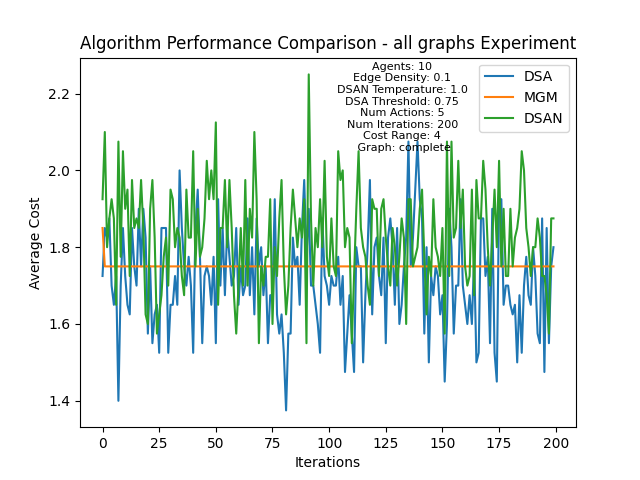 Algorithm Performance Comparison - all graphs Experiment
Agents: 10
Edge Density: 0.1
DSAN Temperature: 1.0
DSA Threshold: 0.75
Num Actions: 5
Num Iterations: 200
Cost Range: 4
Graph: complete
DSA
MGM
DSAN
Average Cost
2.2
2.0
1.8
1.6
1.4
0
25
50
75
100
125
150
175
200
Iterations